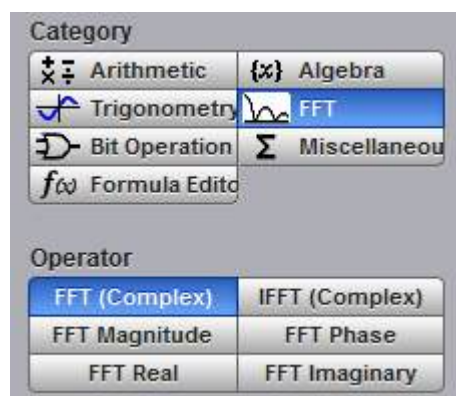 Category
Arithmetic {x} Algebra
Trigonometry FFT
Bit Operation Σ Miscellaneou
f(x) Formula Edito
Operator
FFT (Complex) IFFT (Complex)
FFT Magnitude FFT Phase
FFT Real FFT Imaginary